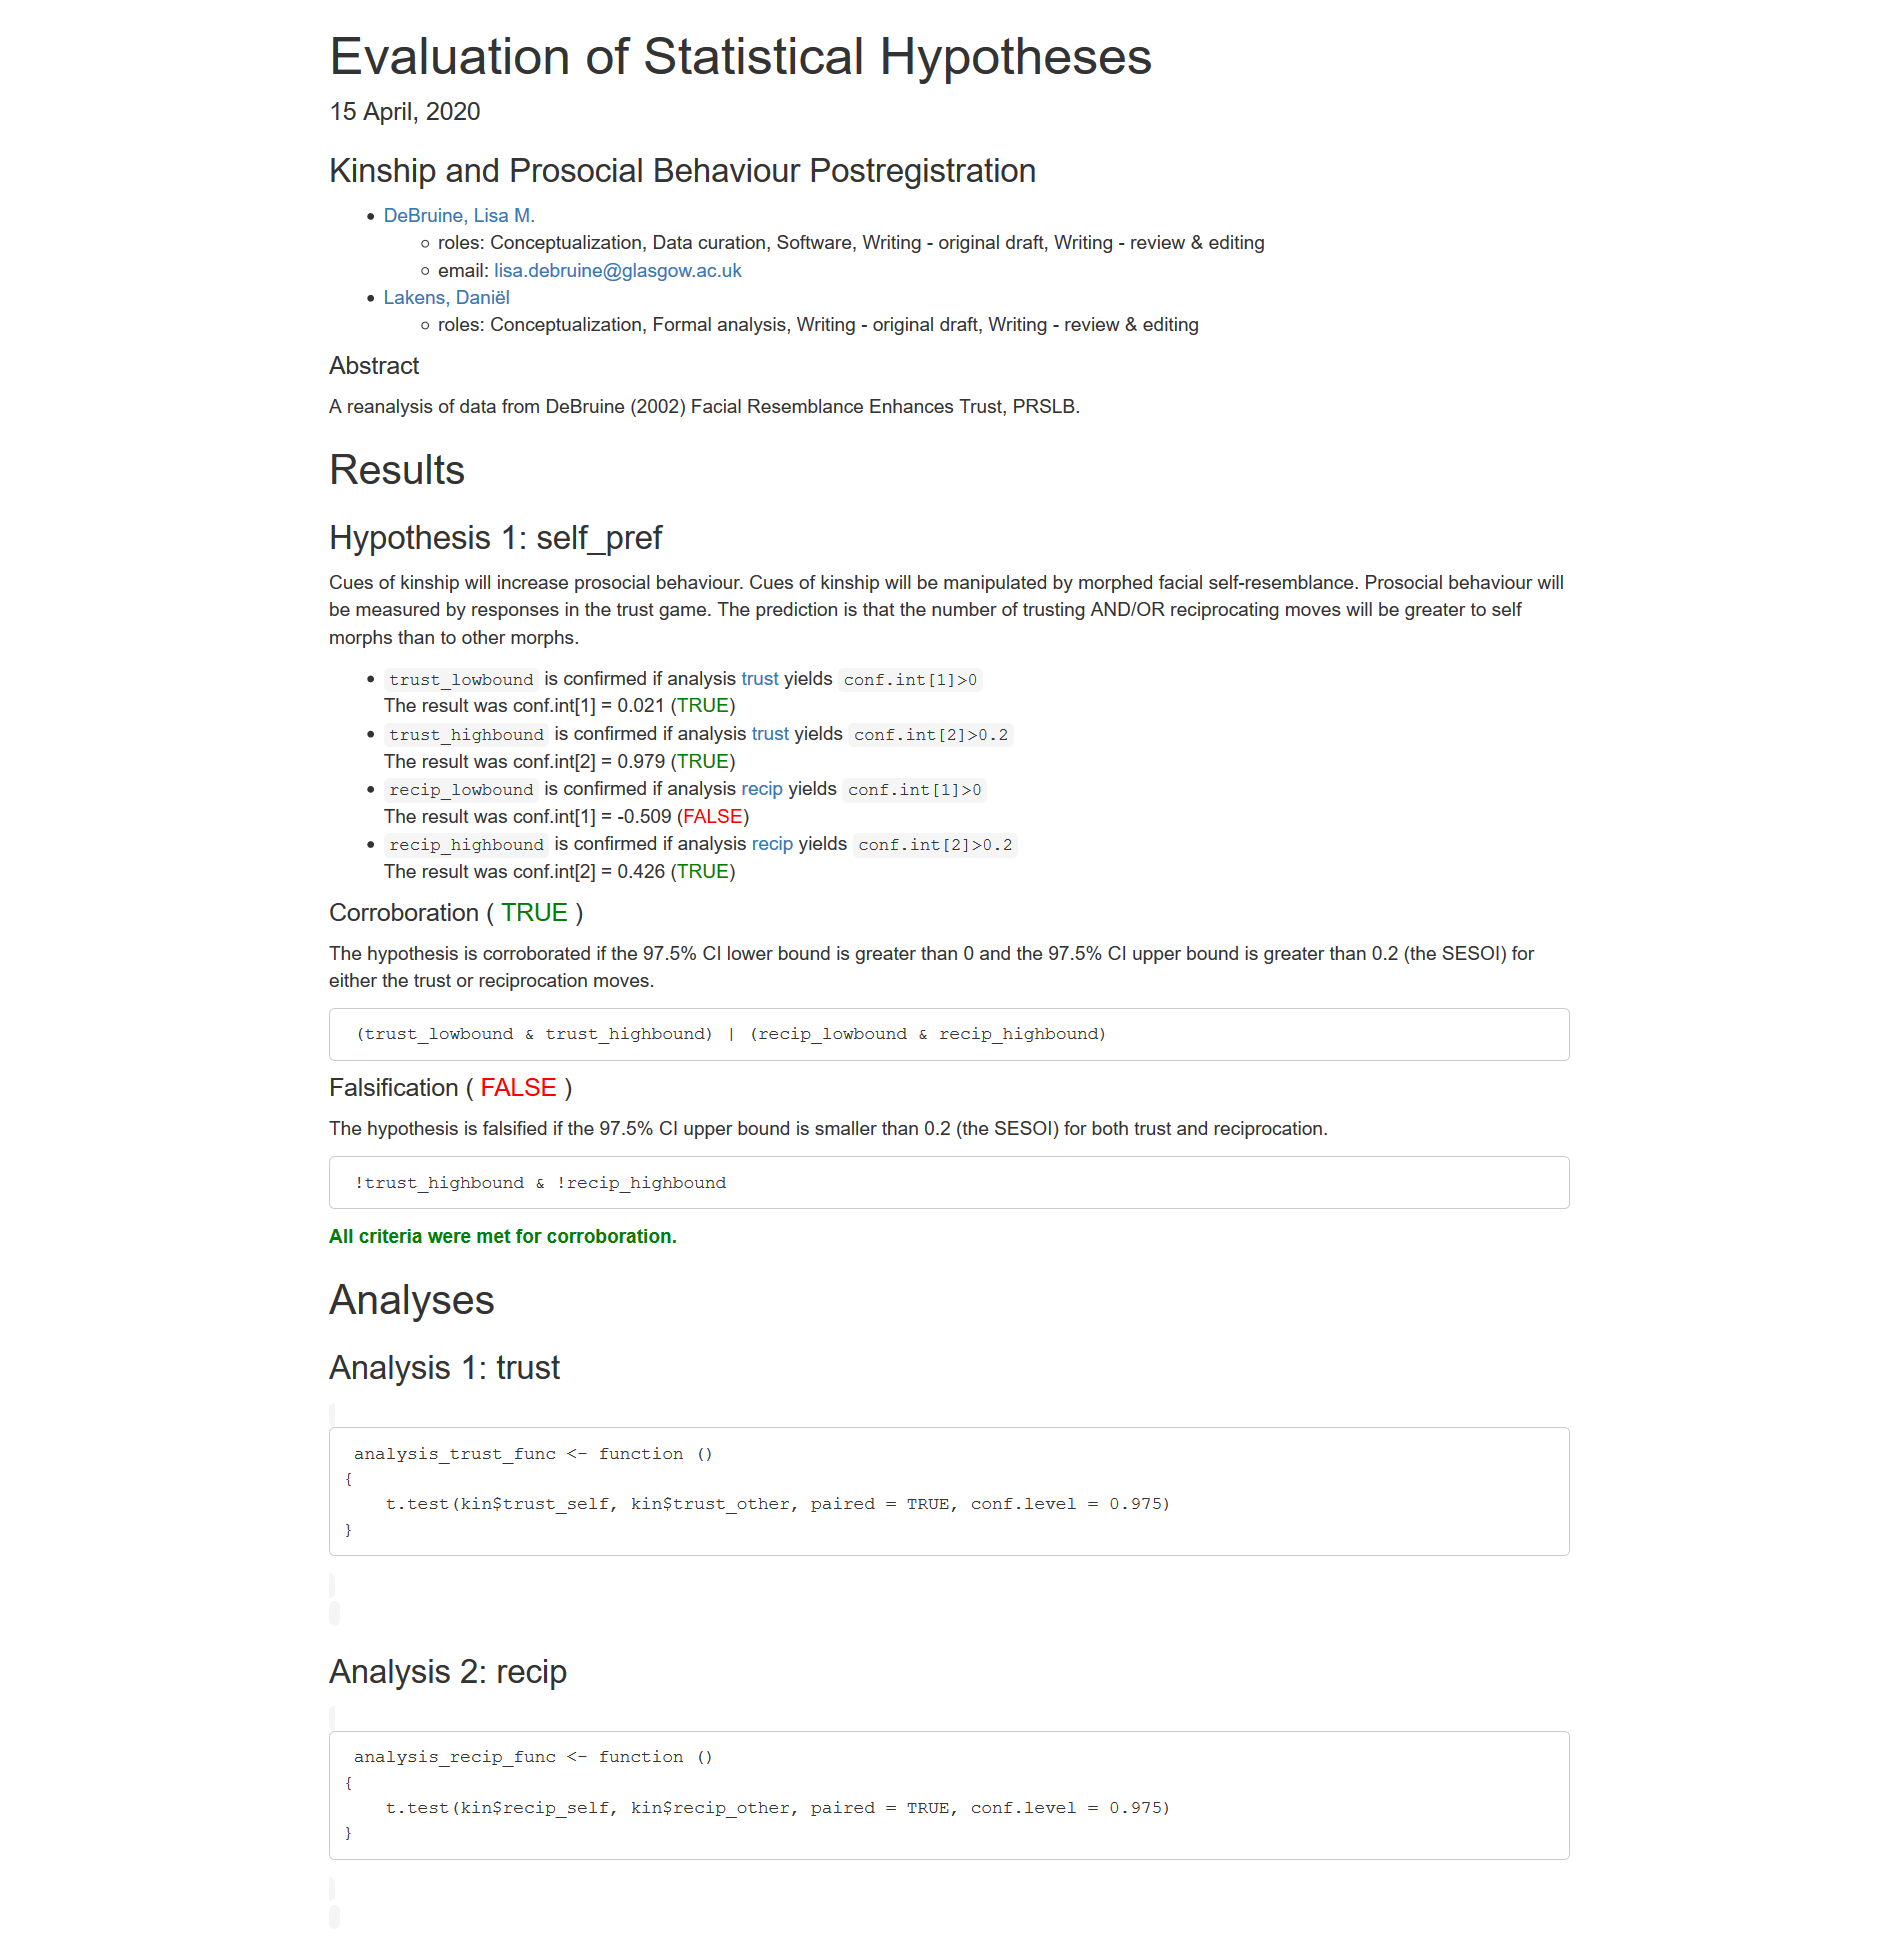 Evaluation of Statistical Hypotheses
15 April, 2020
Kinship and Prosocial Behaviour Postregistration
• DeBruine, Lisa M.
○ roles: Conceptualization, Data curation, Software, Writing - original draft, Writing - review & editing
○ email: lisa.debruine@glasgow.ac.uk
• Lakens, Daniël
○ roles: Conceptualization, Formal analysis, Writing - original draft, Writing - review & editing
Abstract
A reanalysis of data from DeBruine (2002) Facial Resemblance Enhances Trust, PRSLB.
Results
Hypothesis 1: self_pref
Cues of kinship will increase prosocial behaviour. Cues of kinship will be manipulated by morphed facial self-resemblance. Prosocial behaviour will
be measured by responses in the trust game. The prediction is that the number of trusting AND/OR reciprocating moves will be greater to self
morphs than to other morphs.
• trust_lowbound is confirmed if analysis trust yields conf.int[1]>0
The result was conf.int[1] = 0.021 (TRUE)
• trust_highbound is confirmed if analysis trust yields conf.int[2]>0.2
The result was conf.int[2] = 0.979 (TRUE)
• recip_lowbound is confirmed if analysis recip yields conf.int[1]>0
The result was conf.int[1] = -0.509 (FALSE)
• recip_highbound is confirmed if analysis recip yields conf.int[2]>0.2
The result was conf.int[2] = 0.426 (TRUE)
Corroboration ( TRUE )
The hypothesis is corroborated if the 97.5% CI lower bound is greater than 0 and the 97.5% CI upper bound is greater than 0.2 (the SESOI) for
either the trust or reciprocation moves.
(trust_lowbound & trust_highbound) | (recip_lowbound & recip_highbound)
Falsification ( FALSE )
The hypothesis is falsified if the 97.5% CI upper bound is smaller than 0.2 (the SESOI) for both trust and reciprocation.
!trust_highbound & !recip_highbound
All criteria were met for corroboration.
Analyses
Analysis 1: trust
analysis_trust_func <- function ()
{
t.test(kin$trust_self, kin$trust_other, paired = TRUE, conf.level = 0.975)
}
Analysis 2: recip
analysis_recip_func <- function ()
{
t.test(kin$recip_self, kin$recip_other, paired = TRUE, conf.level = 0.975)
}